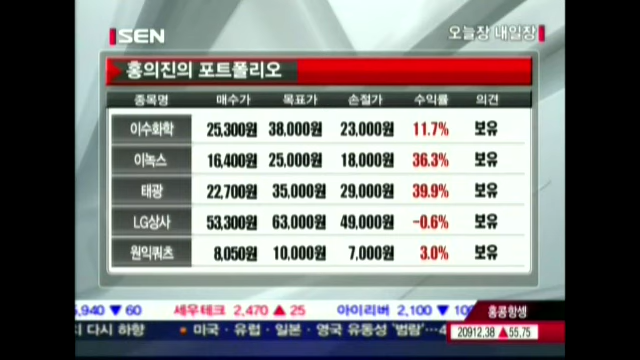 SEN
오늘장 내일장
홍의진의 포트폴리오
종목명 매수가 목표가 손절가 수익률 의견
이수화학 25,300원 38,000원 23,000원 11.7% 보유
이녹스 16,400원 25,000원 18,000원 36.3% 보유
태광 22,700원 35,000원 29,000원 39.9% 보유
LG상사 53,300원 63,000원 49,000원 -0.6% 보유
원익쿼츠 8,050원 10,000원 7,000원 3.0% 보유
5,940 ▼ 60 세우테크 2,470 ▲ 25 아이리버 2,100 ▼ 100
홍콩항셍
다시 하향 • 미국·유럽·일본·영국 유동성 '범람'...4
20912.38 ▲55.75